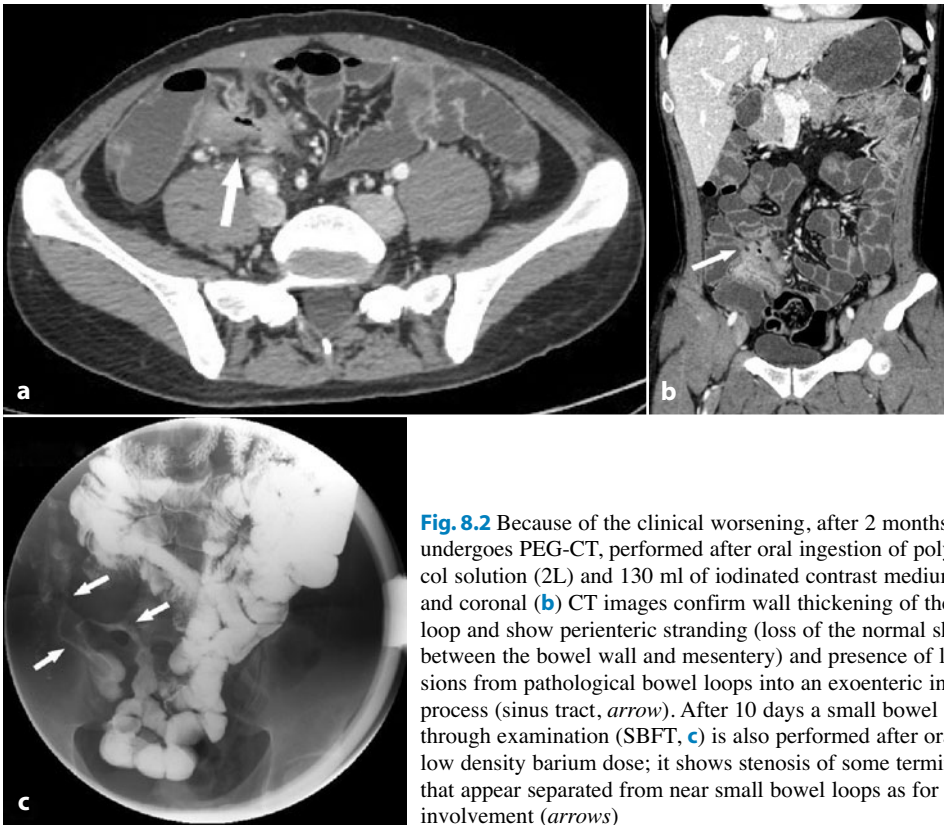 a
b
c
Fig. 8.2 Because of the clinical worsening, after 2 months
undergoes PEG-CT, performed after oral ingestion of poly
col solution (2L) and 130 ml of iodinated contrast medium
and coronal (b) CT images confirm wall thickening of the
loop and show perienteric stranding (loss of the normal sh
between the bowel wall and mesentery) and presence of l
sions from pathological bowel loops into an exoenteric in
process (sinus tract, arrow). After 10 days a small bowel
through examination (SBFT, c) is also performed after ora
low density barium dose; it shows stenosis of some termi
that appear separated from near small bowel loops as for
involvement (arrows)